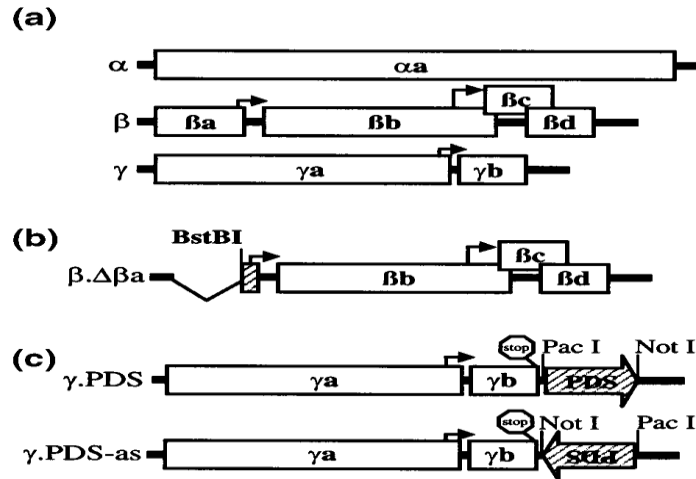 (a)
α αa
β ßa ßb ßc ßd
γ γa γb
(b)
BstBI
β.Δβa ßb ßc ßd
(c)
γ.PDS γa γb stop Pac I PDS Not I
γ.PDS-as γa γb stop Not I PDS Pac I